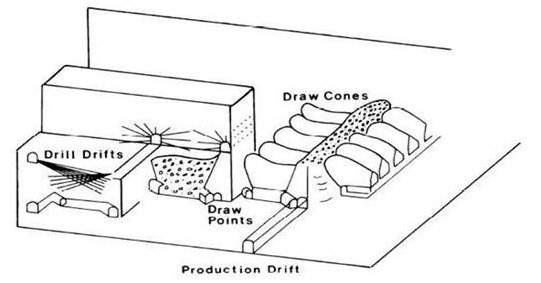 Draw Cones
Drill Drifts
Draw
Points
Production Drift